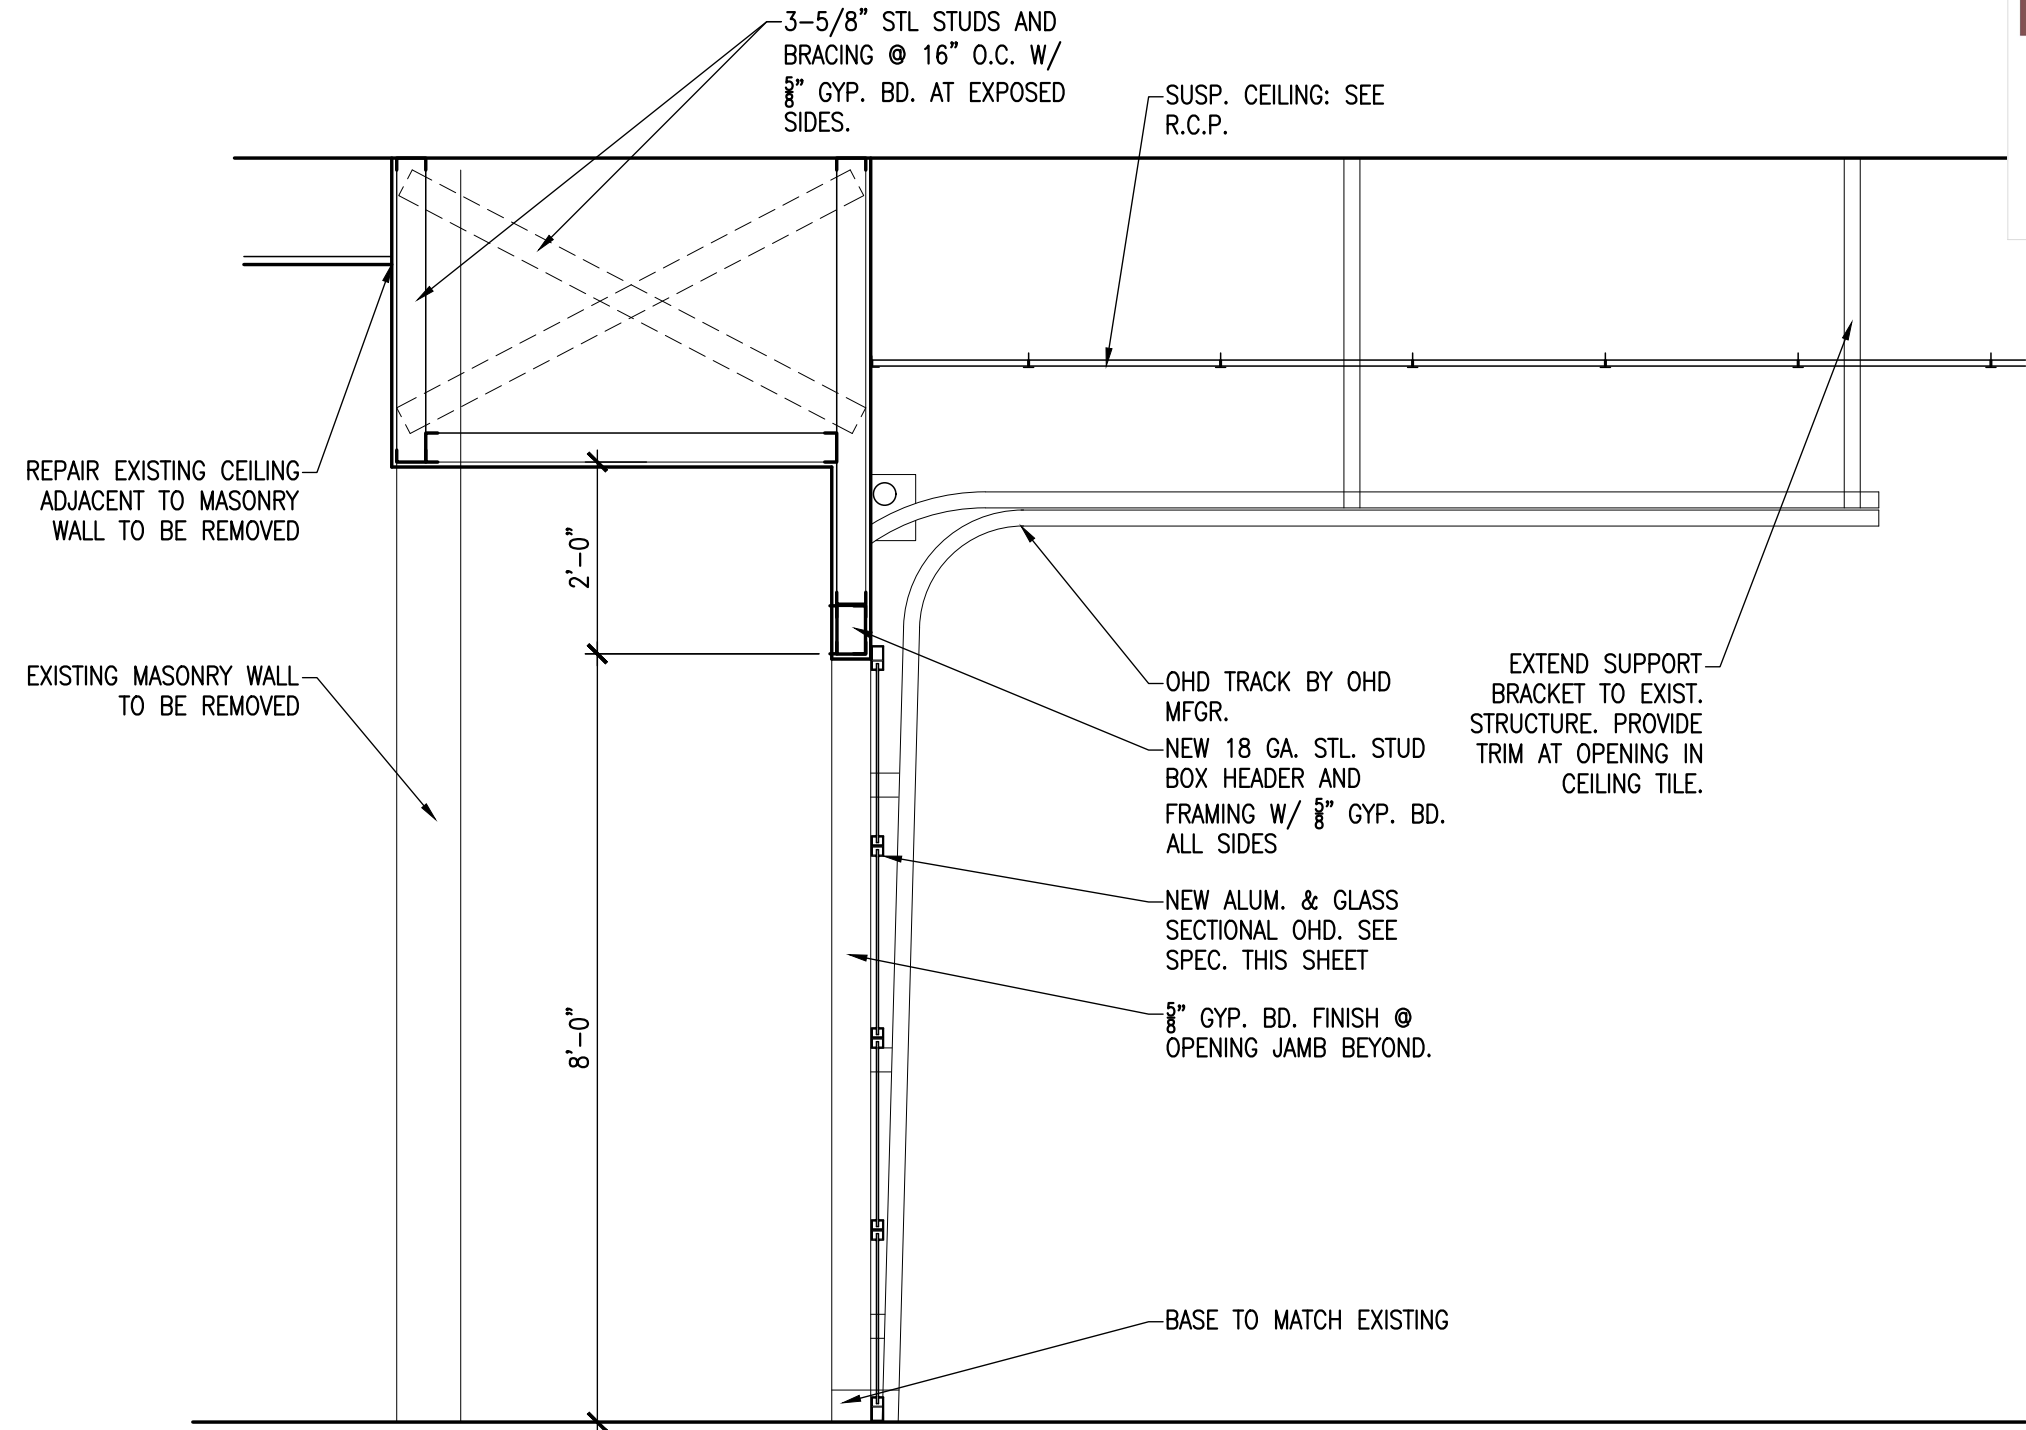 3-5/8" STL STUDS AND
BRACING @ 16" O.C. W/
5/8" GYP. BD. AT EXPOSED
SIDES.
SUSP. CEILING: SEE
R.C.P.
REPAIR EXISTING CEILING
ADJACENT TO MASONRY
WALL TO BE REMOVED
2'-0"
EXISTING MASONRY WALL
TO BE REMOVED
OHD TRACK BY OHD
MFGR.
NEW 18 GA. STL. STUD
BOX HEADER AND
FRAMING W/ 5/8" GYP. BD.
ALL SIDES
EXTEND SUPPORT
BRACKET TO EXIST.
STRUCTURE. PROVIDE
TRIM AT OPENING IN
CEILING TILE.
NEW ALUM. & GLASS
SECTIONAL OHD. SEE
SPEC. THIS SHEET
8'-0"
5/8" GYP. BD. FINISH @
OPENING JAMB BEYOND.
BASE TO MATCH EXISTING